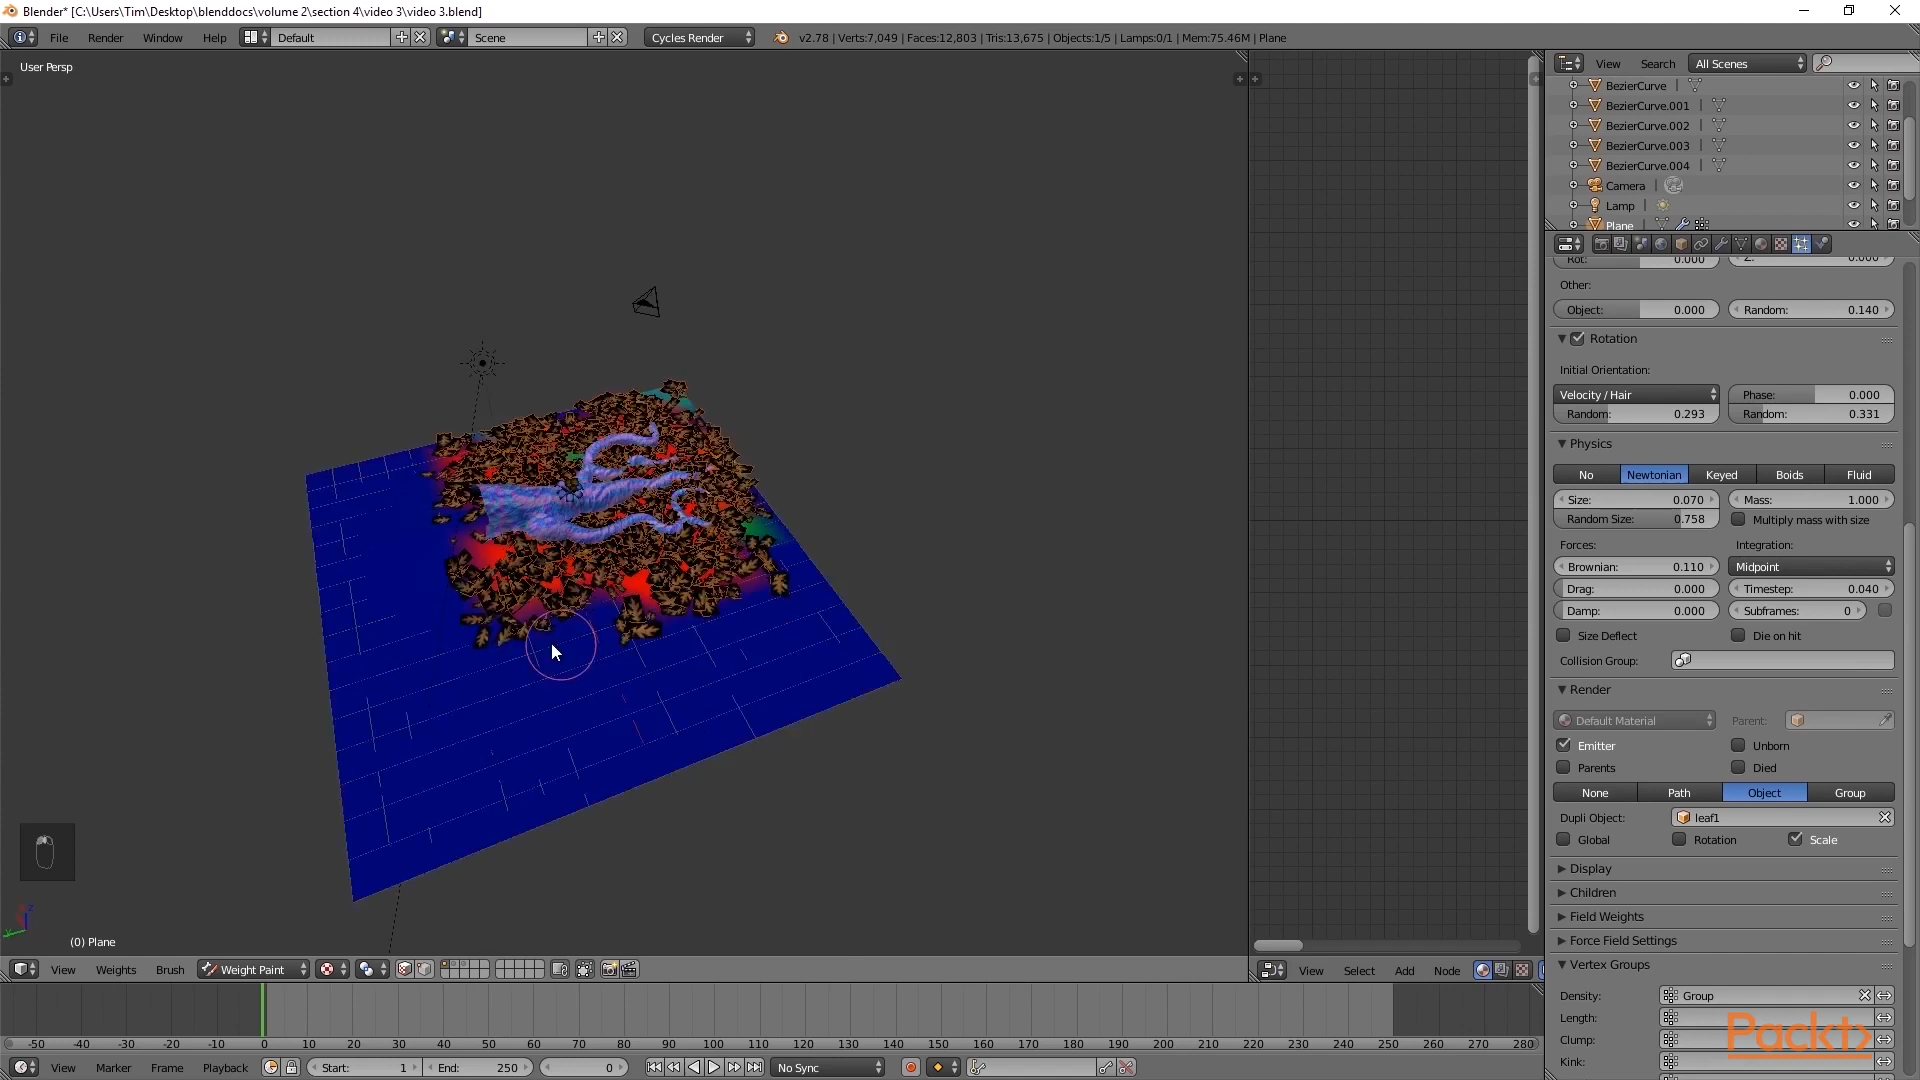 Blender* [C:\Users\Tim\Desktop\blenddocs\volume 2\section 4\video 3\video 3.blend]
File Render Window Help Default Scene Cycles Render v2.78 | Verts:7,049 | Faces:12,803 | Tris:13,675 | Objects:1/5 | Lamps:0/1 | Mem:75.46M | Plane
User Persp
View Search All Scenes
BezierCurve
BezierCurve.001
BezierCurve.002
BezierCurve.003
BezierCurve.004
Camera
Lamp
Plane
Rot: 0.000 Z: 0.000
Other:
Object: 0.000 Random: 0.140
Rotation
Initial Orientation:
Velocity / Hair Phase: 0.000
Random: 0.293 Random: 0.331
Physics
No Newtonian Keyed Boids Fluid
Size: 0.070 Mass: 1.000
Random Size: 0.758 Multiply mass with size
Forces: Integration:
Brownian: 0.110 Midpoint
Drag: 0.000 Timestep: 0.040
Damp: 0.000 Subframes: 0
Size Deflect Die on hit
Collision Group:
Render
Default Material Parent:
Emitter Unborn
Parents Died
None Path Object Group
Dupli Object: leaf1
Global Rotation Scale
Display
Children
Field Weights
Force Field Settings
Vertex Groups
Density: Group
Length:
Clump:
Kink:
Packt>
(0) Plane
View Weights Brush Weight Paint
View Select Add Node
-50 -40 -30 -20 -10 0 10 20 30 40 50 60 70 80 90 100 110 120 130 140 150 160 170 180 190 200 210 220 230 240 250 260 270 280
View Marker Frame Playback Start: 1 End: 250 0 No Sync